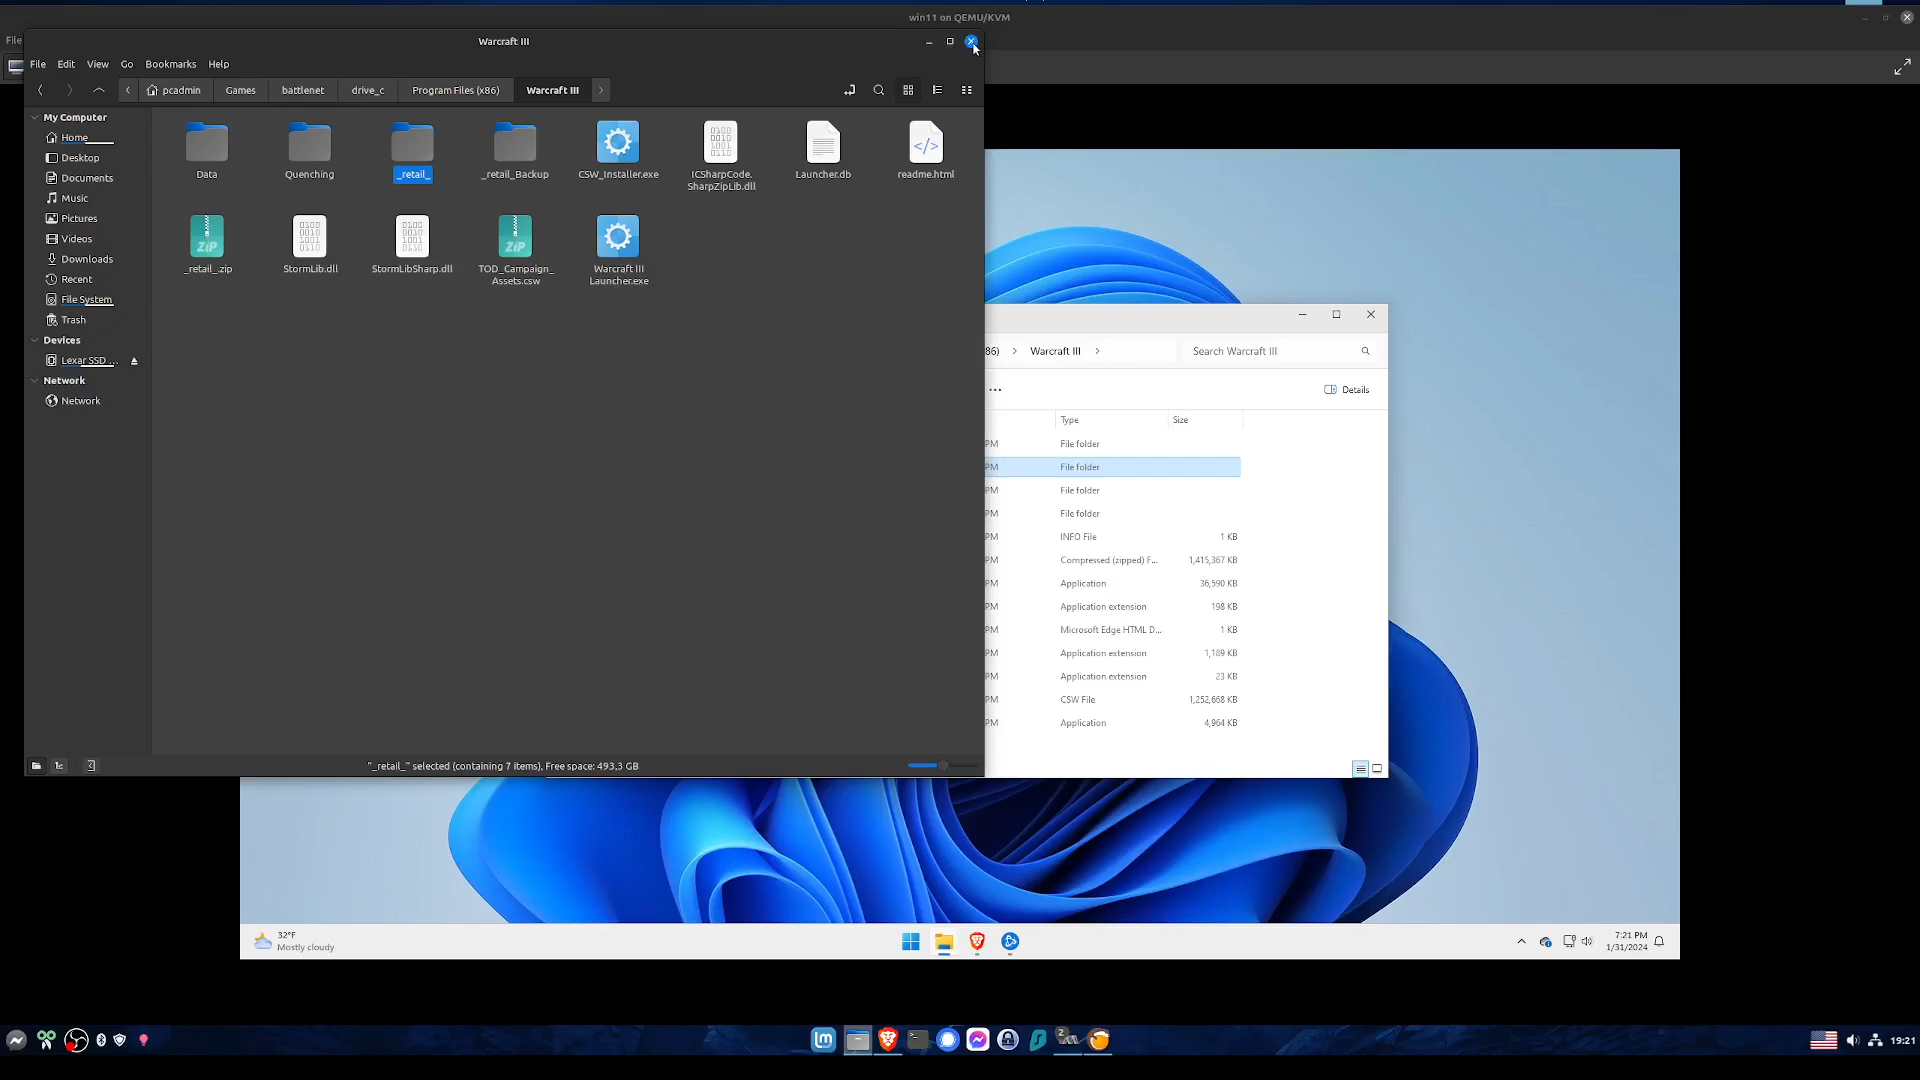 win11 on QEMU/KVM
File
Warcraft III
File
Edit
View
Go
Bookmarks
Help
pcadmin
Games
battlenet
drive_c
Program Files (x86)
Warcraft III
My Computer
Home
Desktop
Documents
Music
Pictures
Videos
Downloads
Recent
File System
Trash
Devices
Lexar SSD ...
Network
Network
Data
Quenching
_retail_
_retail_Backup
CSW_Installer.exe
ICSharpCode.
SharpZipLib.dll
Launcher.db
readme.html
_retail_.zip
StormLib.dll
StormLibSharp.dll
TOD_Campaign_
Assets.csw
Warcraft III
Launcher.exe
"_retail_" selected (containing 7 items), Free space: 493,3 GB
86)
Warcraft III
Search Warcraft III
Details
Type
Size
PM
File folder
PM
File folder
PM
File folder
PM
File folder
PM
INFO File
1 KB
PM
Compressed (zipped) F...
1,415,367 KB
PM
Application
36,590 KB
PM
Application extension
198 KB
PM
Microsoft Edge HTML D...
1 KB
PM
Application extension
1,189 KB
PM
Application extension
23 KB
PM
CSW File
1,252,668 KB
PM
Application
4,964 KB
32°F
Mostly cloudy
7:21 PM
1/31/2024
2
19:21